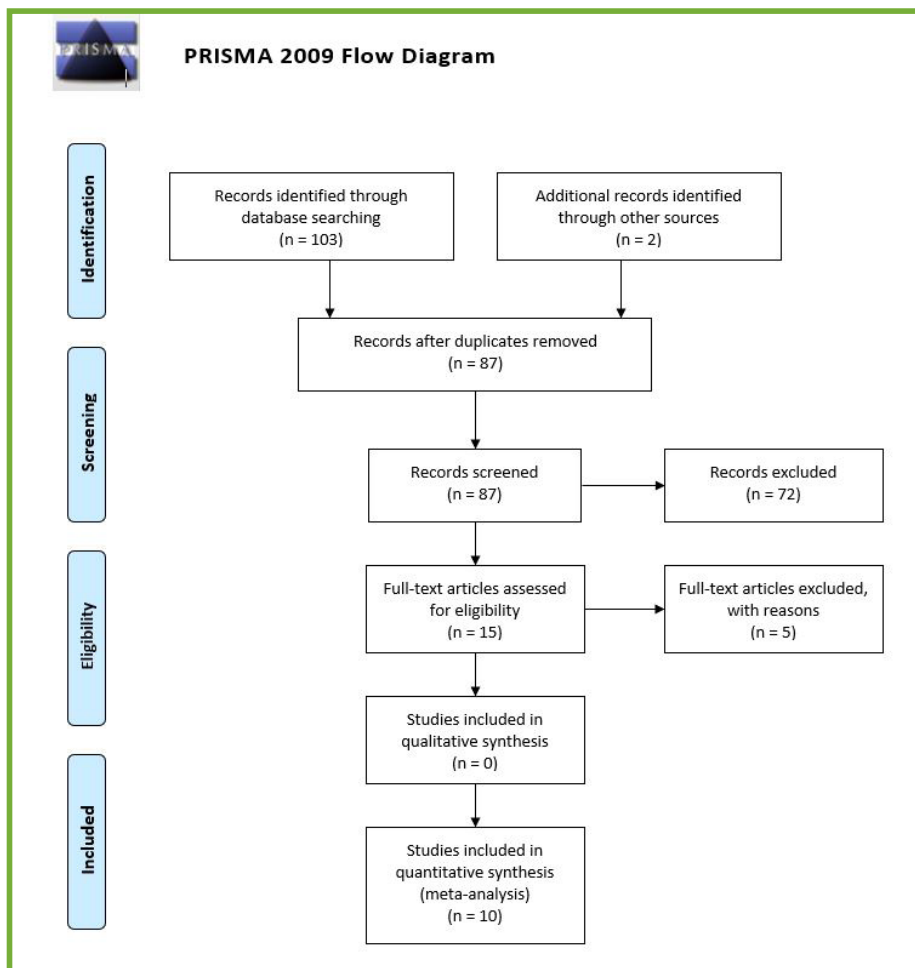 PRISMA
PRISMA 2009 Flow Diagram
Identification
Records identified through
database searching
(n = 103)
Additional records identified
through other sources
(n = 2)
Records after duplicates removed
(n = 87)
Screening
Records screened
(n = 87)
Records excluded
(n = 72)
Eligibility
Full-text articles assessed
for eligibility
(n = 15)
Full-text articles excluded,
with reasons
(n = 5)
Studies included in
qualitative synthesis
(n = 0)
Included
Studies included in
quantitative synthesis
(meta-analysis)
(n = 10)